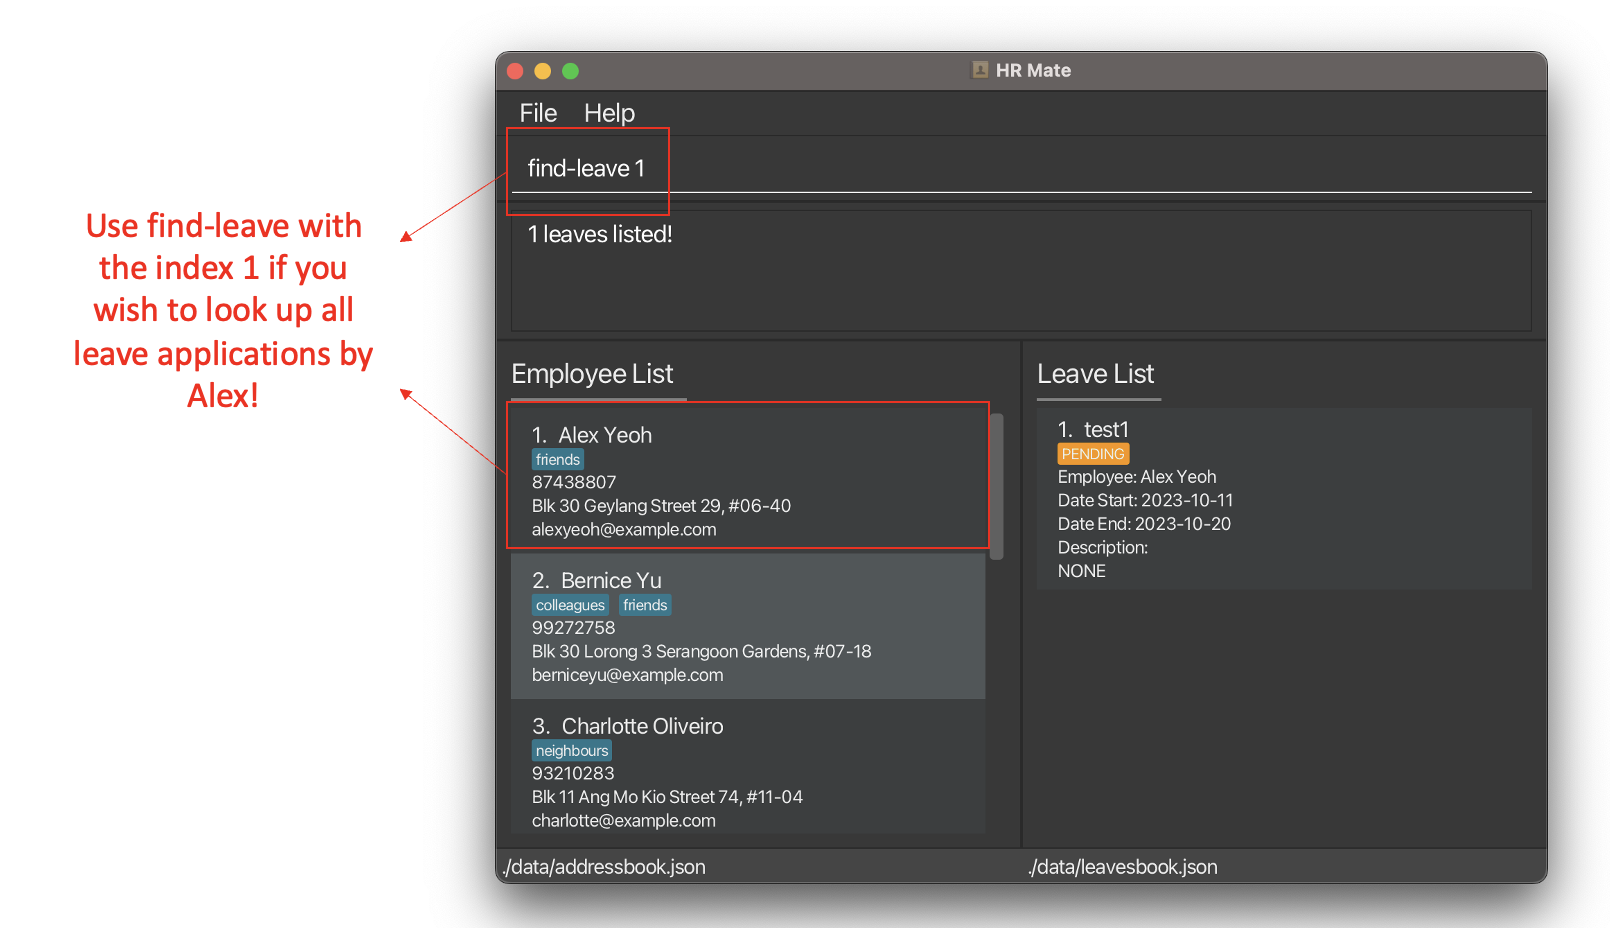 Use find-leave with
the index 1 if you
wish to look up all
leave applications by
Alex!
HR Mate
File Help
find-leave 1
1 leaves listed!
Employee List
1. Alex Yeoh
friends
87438807
Blk 30 Geylang Street 29, #06-40
alexyeoh@example.com
2. Bernice Yu
colleagues friends
99272758
Blk 30 Lorong 3 Serangoon Gardens, #07-18
berniceyu@example.com
3. Charlotte Oliveiro
neighbours
93210283
Blk 11 Ang Mo Kio Street 74, #11-04
charlotte@example.com
Leave List
1. test1
PENDING
Employee: Alex Yeoh
Date Start: 2023-10-11
Date End: 2023-10-20
Description:
NONE
./data/addressbook.json
./data/leavesbook.json